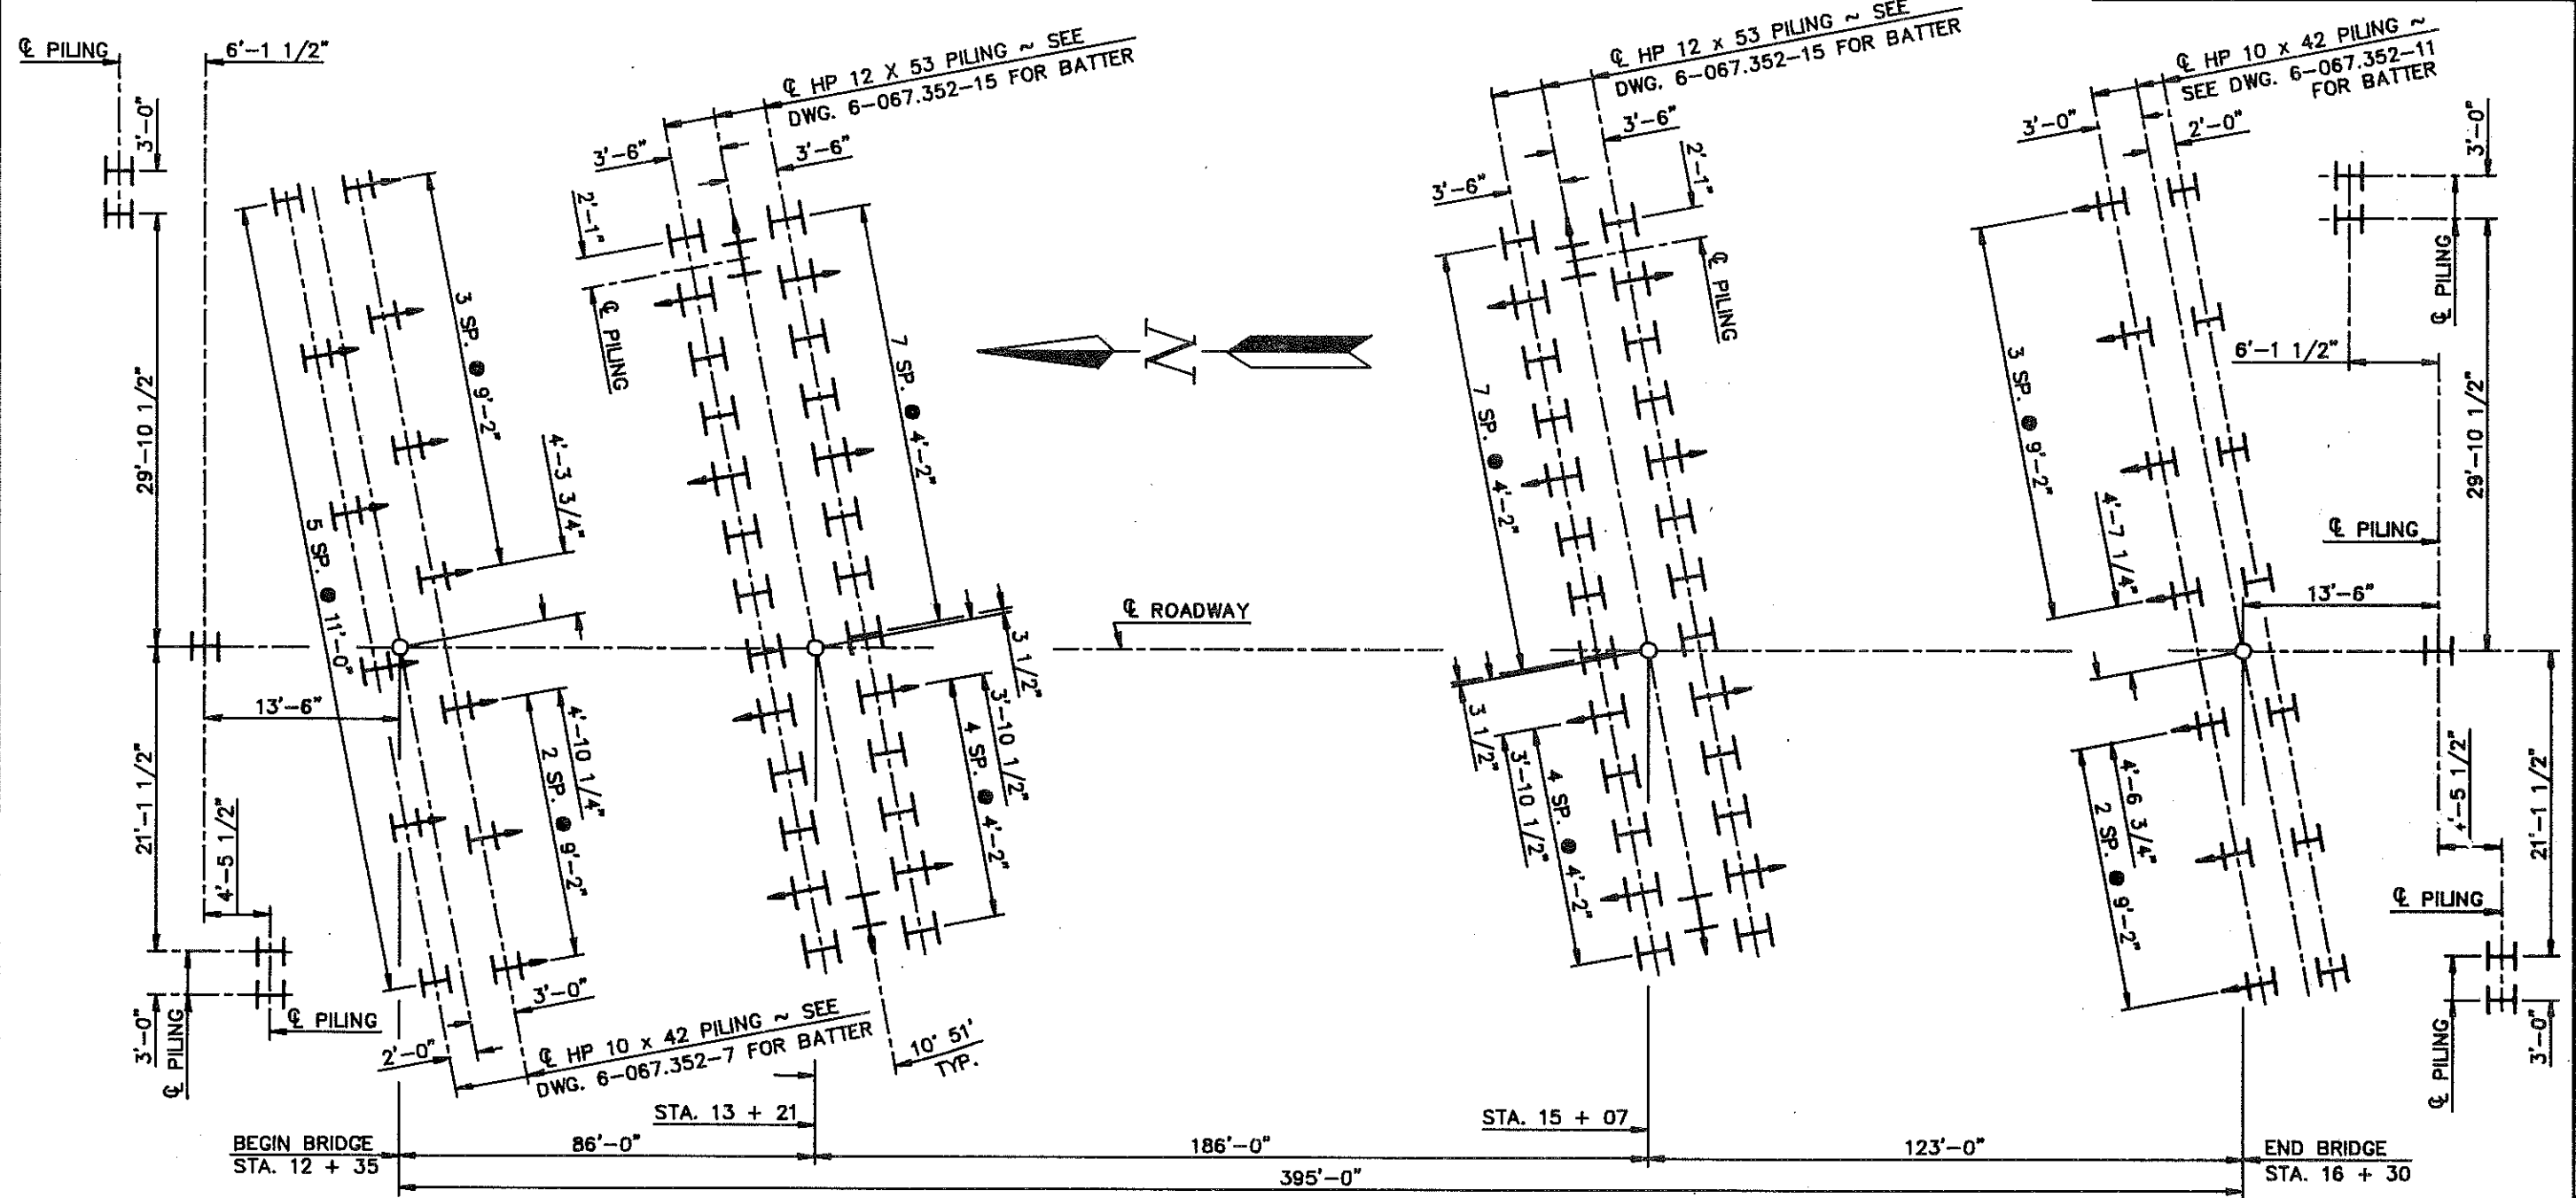 ℄ PILING
6'-1 1/2"
3'-0"
29'-10 1/2"
21'-1 1/2"
3'-0"
13'-6"
4'-5 1/2"
℄ PILING
℄ PILING
5 SP. @ 11'-0"
3 SP. @ 9'-2"
4'-3 3/4"
4'-10 1/4"
2 SP. @ 9'-2"
2'-0"
3'-0"
℄ HP 10 x 42 PILING ~ SEE
DWG. 6-067.352-7 FOR BATTER
℄ HP 12 X 53 PILING ~ SEE
DWG. 6-067.352-15 FOR BATTER
3'-6"
3'-6"
2'-1"
℄ PILING
7 SP. @ 4'-2"
3 1/2"
3'-10 1/2"
4 SP. @ 4'-2"
10° 51'
TYP.
N
℄ ROADWAY
℄ HP 12 x 53 PILING ~ SEE
DWG. 6-067.352-15 FOR BATTER
3'-6"
3'-6"
2'-1"
℄ PILING
7 SP. @ 4'-2"
3 1/2"
3'-10 1/2"
4 SP. @ 4'-2"
℄ HP 10 x 42 PILING ~
SEE DWG. 6-067.352-11
FOR BATTER
3'-0"
2'-0"
3 SP. @ 9'-2"
4'-7 1/4"
4'-6 3/4"
2 SP. @ 9'-2"
3'-0"
℄ PILING
6'-1 1/2"
29'-10 1/2"
℄ PILING
13'-6"
4'-5 1/2"
21'-1 1/2"
℄ PILING
℄ PILING
3'-0"
BEGIN BRIDGE
STA. 12 + 35
86'-0"
STA. 13 + 21
186'-0"
STA. 15 + 07
123'-0"
END BRIDGE
STA. 16 + 30
395'-0"